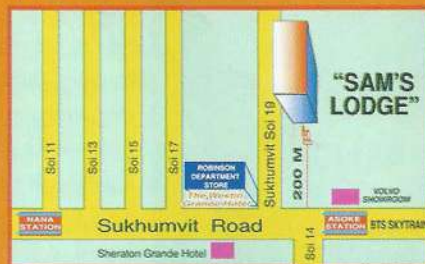 "SAM'S
LODGE"
Soi 11
Soi 13
Soi 15
Soi 17
Sukhumvit Soi 19
200 M
ROBINSON
DEPARTMENT
STORE
The Westin
Grande Hotel
VOLVO
SHOWROOM
NANA
STATION
Sukhumvit Road
ASOKE
STATION
BTS SKYTRAIN
Sheraton Grande Hotel
Soi 14